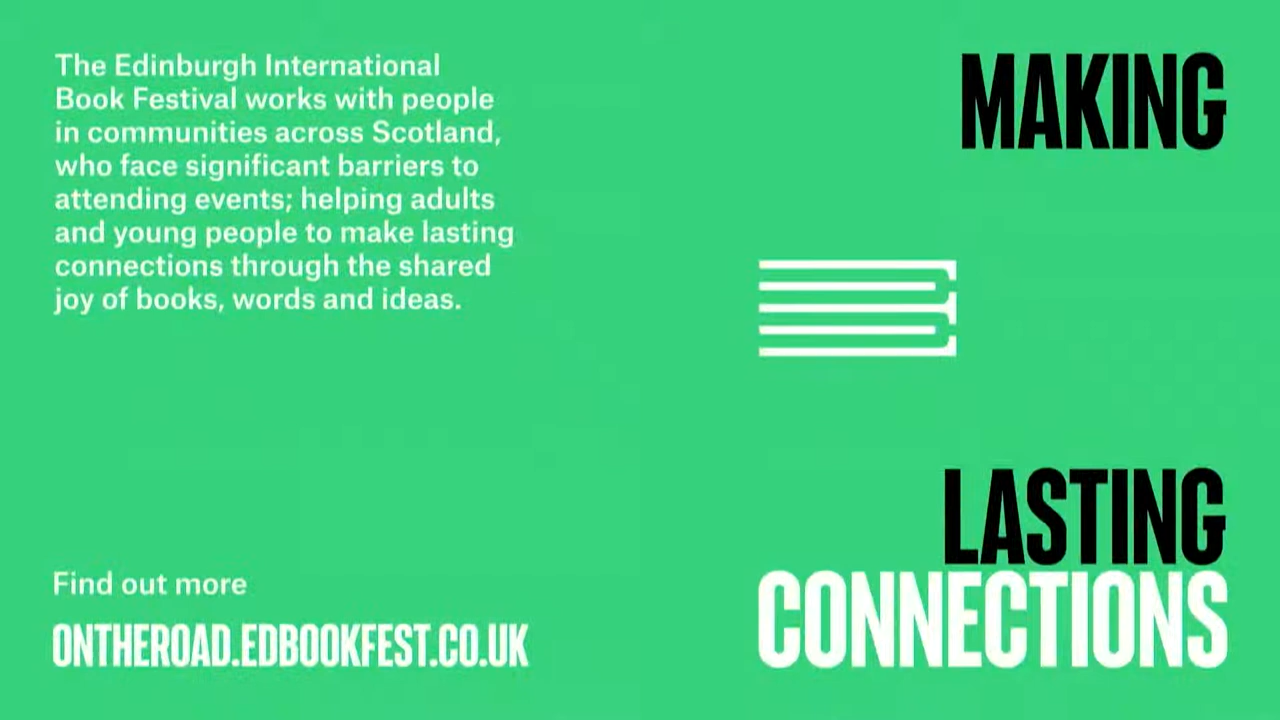 The Edinburgh International
Book Festival works with people
in communities across Scotland,
who face significant barriers to
attending events; helping adults
and young people to make lasting
connections through the shared
joy of books, words and ideas.
Find out more
ONTHEROAD.EDBOOKFEST.CO.UK
MAKING
LASTING
CONNECTIONS